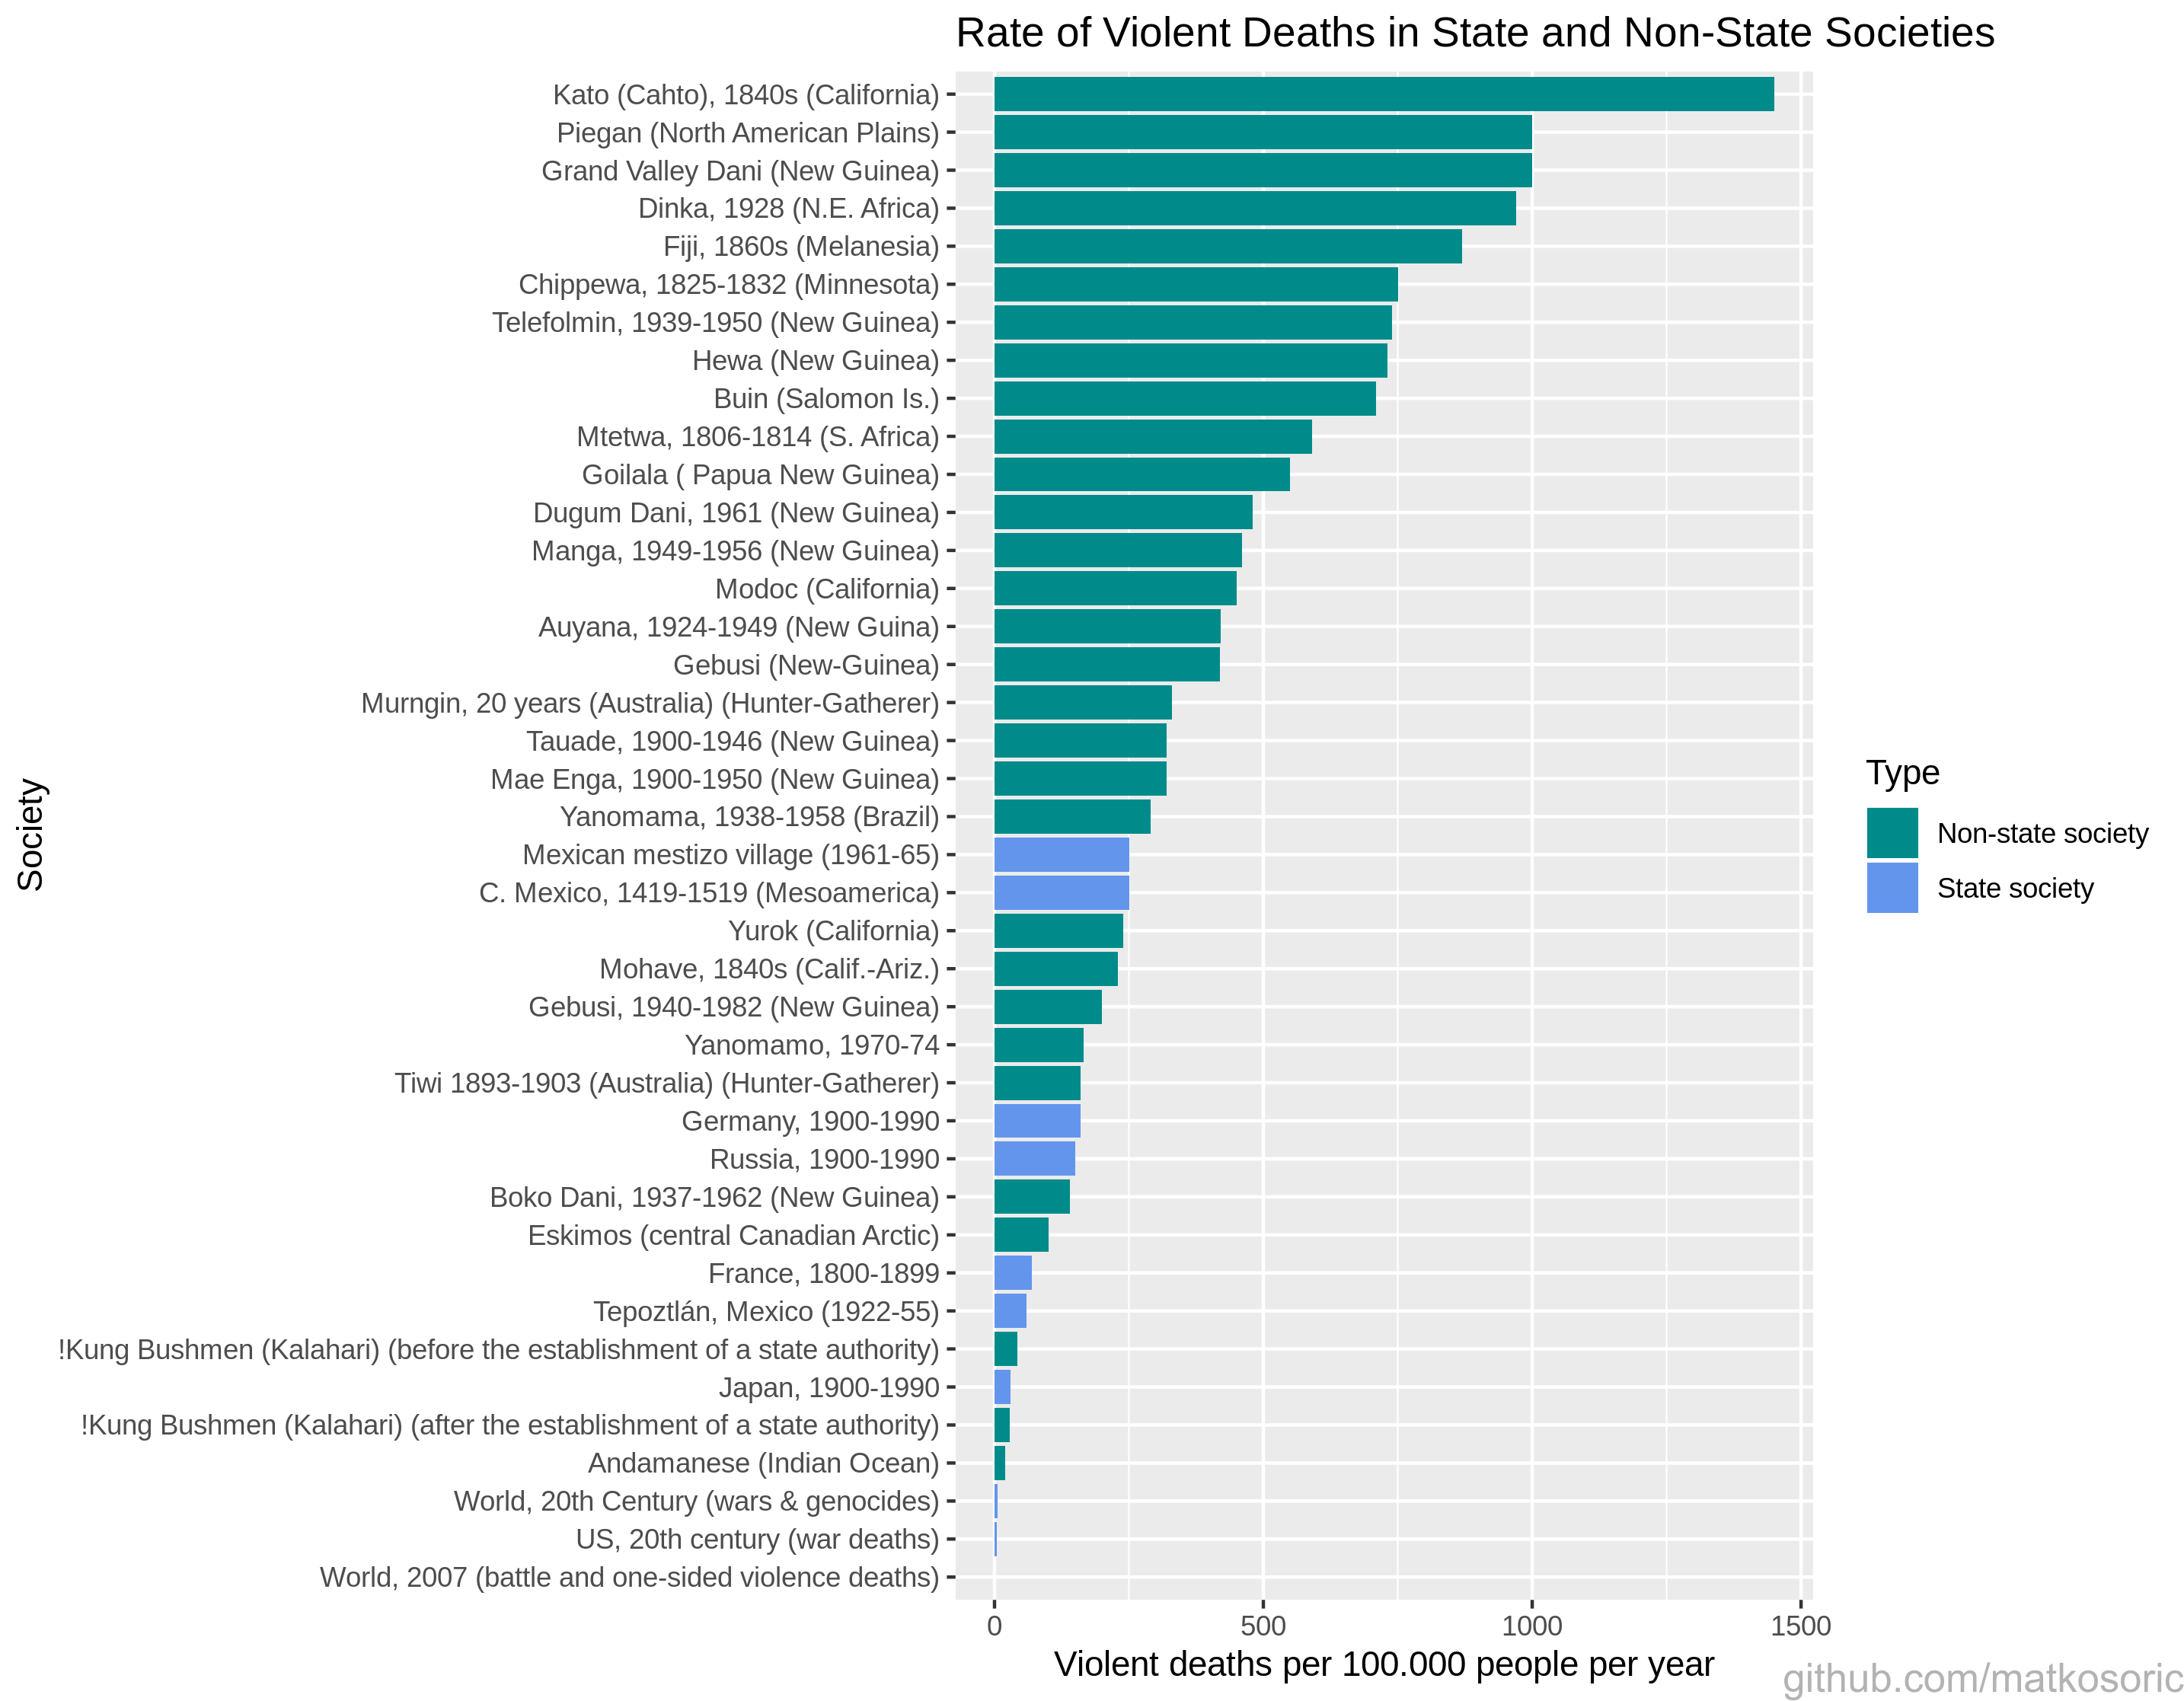 Rate of Violent Deaths in State and Non-State Societies
Kato (Cahto), 1840s (California)
Piegan (North American Plains)
Grand Valley Dani (New Guinea)
Dinka, 1928 (N.E. Africa)
Fiji, 1860s (Melanesia)
Chippewa, 1825-1832 (Minnesota)
Telefolmin, 1939-1950 (New Guinea)
Hewa (New Guinea)
Buin (Salomon Is.)
Mtetwa, 1806-1814 (S. Africa)
Goilala ( Papua New Guinea)
Dugum Dani, 1961 (New Guinea)
Manga, 1949-1956 (New Guinea)
Modoc (California)
Auyana, 1924-1949 (New Guina)
Gebusi (New-Guinea)
Murngin, 20 years (Australia) (Hunter-Gatherer)
Tauade, 1900-1946 (New Guinea)
Mae Enga, 1900-1950 (New Guinea)
Yanomama, 1938-1958 (Brazil)
Mexican mestizo village (1961-65)
C. Mexico, 1419-1519 (Mesoamerica)
Yurok (California)
Mohave, 1840s (Calif.-Ariz.)
Gebusi, 1940-1982 (New Guinea)
Yanomamo, 1970-74
Tiwi 1893-1903 (Australia) (Hunter-Gatherer)
Germany, 1900-1990
Russia, 1900-1990
Boko Dani, 1937-1962 (New Guinea)
Eskimos (central Canadian Arctic)
France, 1800-1899
Tepoztlán, Mexico (1922-55)
!Kung Bushmen (Kalahari) (before the establishment of a state authority)
Japan, 1900-1990
!Kung Bushmen (Kalahari) (after the establishment of a state authority)
Andamanese (Indian Ocean)
World, 20th Century (wars & genocides)
US, 20th century (war deaths)
World, 2007 (battle and one-sided violence deaths)
Society
0 500 1000 1500
Violent deaths per 100.000 people per year
Type
Non-state society
State society
github.com/matkosoric